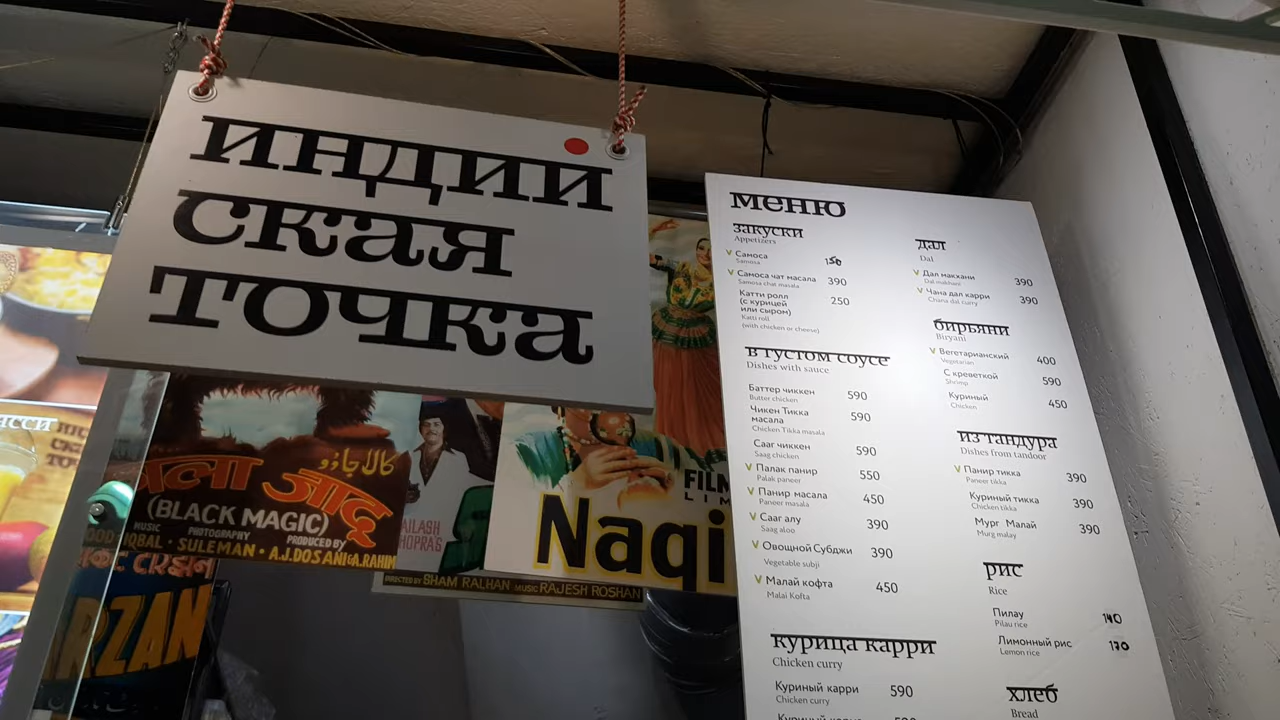 ИНДИЙ
СКАЯ
ТОЧКА
меню
закуски
Appetizers
V Самоса 150
Samosa
V Самоса чат масала 390
Samosa chat masala
Катти ролл 250
(с курицей
или сыром)
Katti roll
(with chicken or cheese)
в густом соусе
Dishes with sauce
Баттер чиккен 590
Butter chicken
Чикен Тикка 590
масала
Chicken Tikka masala
Сааг чиккен 590
Saag chicken
V Палак панир 550
Palak paneer
V Панир масала 450
Paneer masala
V Сааг алу 390
Saag aloo
V Овощной Субджи 390
Vegetable subji
V Малай кофта 450
Malai Kofta
курица карри
Chicken curry
Куриный карри 590
Chicken curry
дал
Dal
V Дал макхани 390
Dal makhani
V Чана дал карри 390
Chana dal curry
бирьяни
Biryani
V Вегетарианский 400
Vegetarian
С креветкой 590
Shrimp
Куриный 450
Chicken
из тандура
Dishes from tandoor
V Панир тикка 390
Paneer tikka
Куриный тикка 390
Chicken tikka
Мург Малай 390
Murg malay
рис
Rice
Пилау 140
Pilau rice
Лимонный рис 170
Lemon rice
хлеб
Bread
जादू
کالا جادو
(BLACK MAGIC)
MUSIC PHOTOGRAPHY PRODUCED BY
IQBAL · SULEMAN · A.J.DOSANI & A.RAHIM
DIRECTED BY SHAM RALHAN MUSIC RAJESH ROSHAN
Naqi
FILM